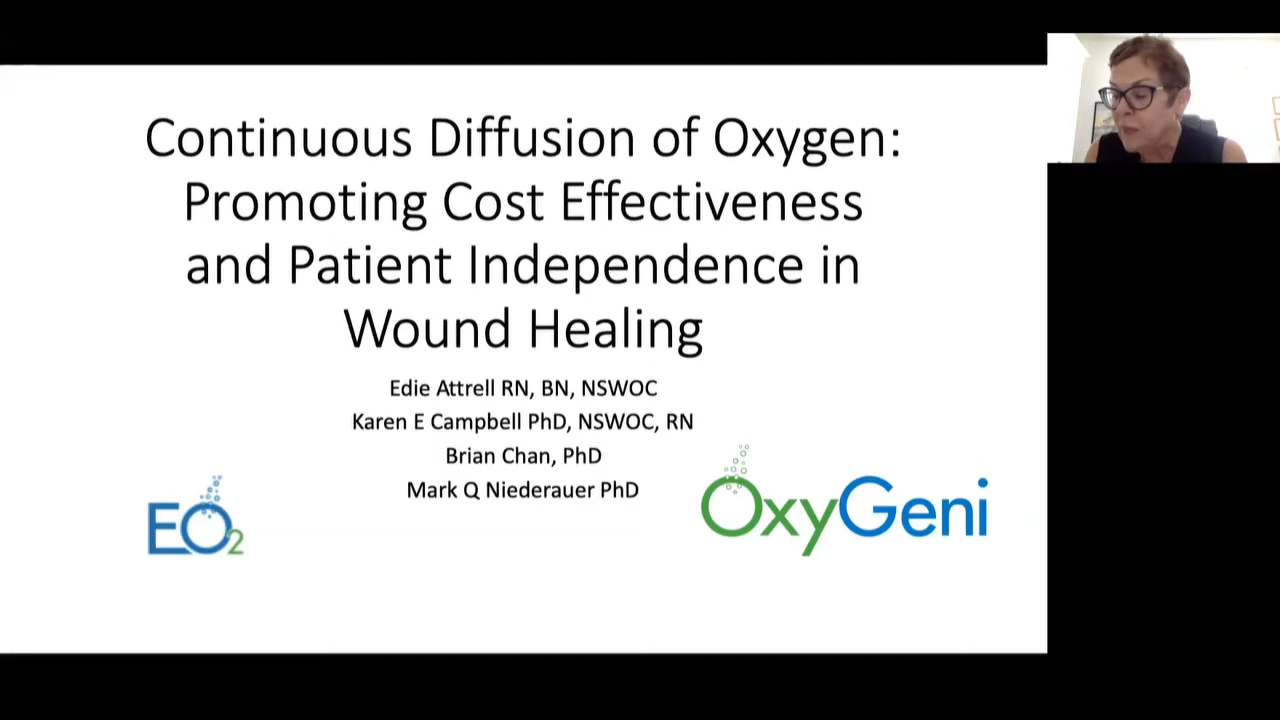 Continuous Diffusion of Oxygen:
Promoting Cost Effectiveness
and Patient Independence in
Wound Healing
Edie Attrell RN, BN, NSWOC
Karen E Campbell PhD, NSWOC, RN
Brian Chan, PhD
Mark Q Niederauer PhD
EO2
OxyGeni